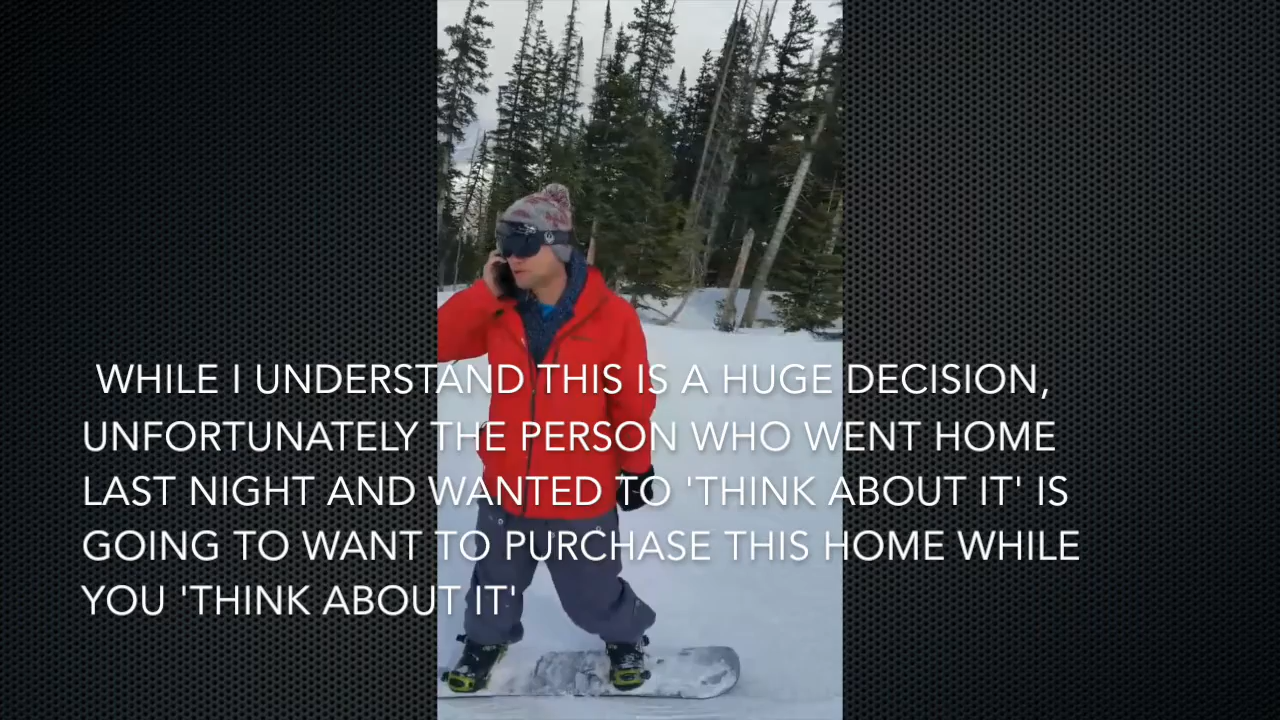 WHILE I UNDERSTAND THIS IS A HUGE DECISION,
UNFORTUNATELY THE PERSON WHO WENT HOME
LAST NIGHT AND WANTED TO 'THINK ABOUT IT' IS
GOING TO WANT TO PURCHASE THIS HOME WHILE
YOU 'THINK ABOUT IT'